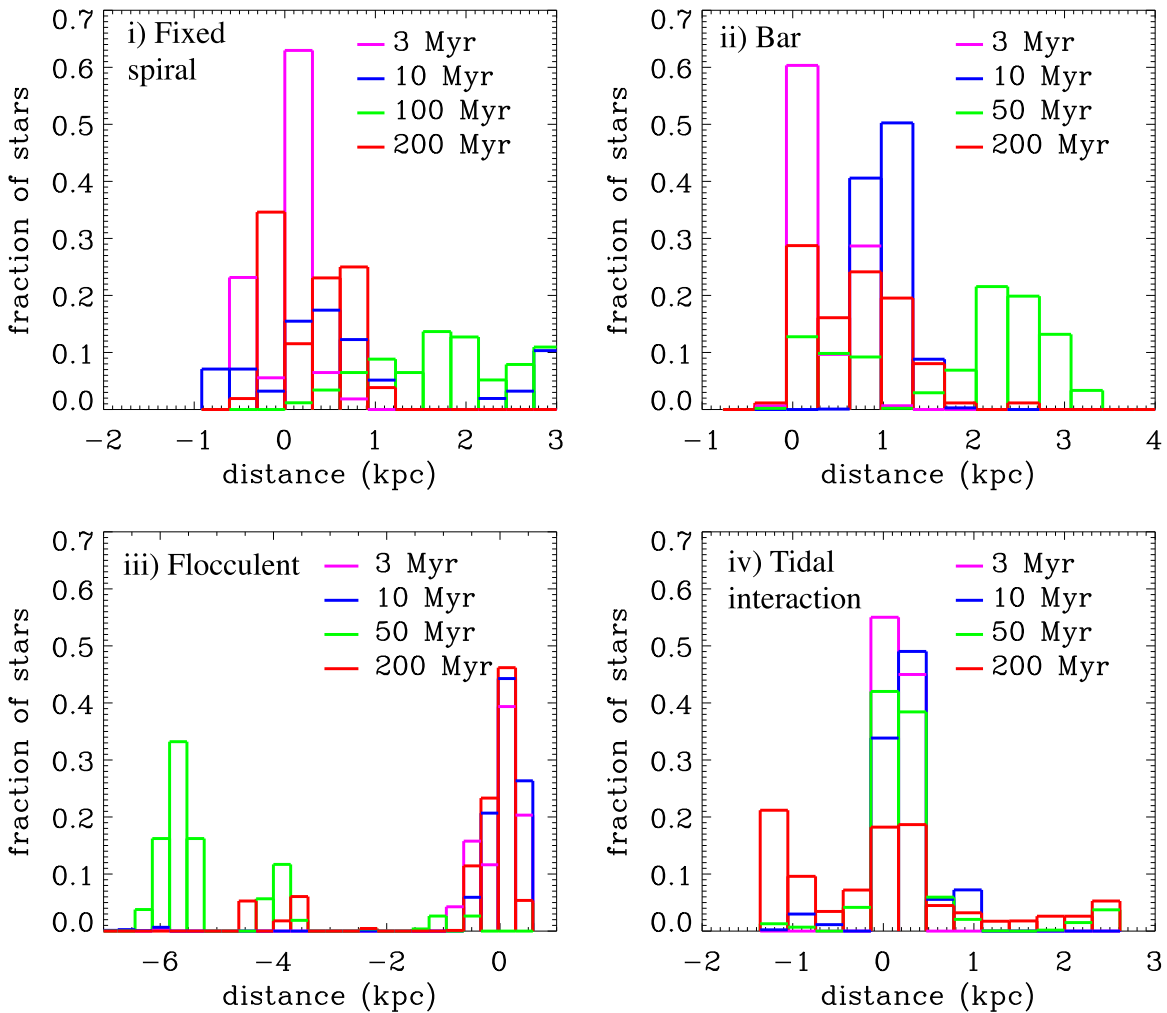 i) Fixed
spiral
3 Myr
10 Myr
100 Myr
200 Myr
fraction of stars
0.7
0.6
0.5
0.4
0.3
0.2
0.1
0.0
−2 −1 0 1 2 3
distance (kpc)
ii) Bar
3 Myr
10 Myr
50 Myr
200 Myr
fraction of stars
0.7
0.6
0.5
0.4
0.3
0.2
0.1
0.0
−1 0 1 2 3 4
distance (kpc)
iii) Flocculent
3 Myr
10 Myr
50 Myr
200 Myr
fraction of stars
0.7
0.6
0.5
0.4
0.3
0.2
0.1
0.0
−6 −4 −2 0
distance (kpc)
iv) Tidal
interaction
3 Myr
10 Myr
50 Myr
200 Myr
fraction of stars
0.7
0.6
0.5
0.4
0.3
0.2
0.1
0.0
−2 −1 0 1 2 3
distance (kpc)